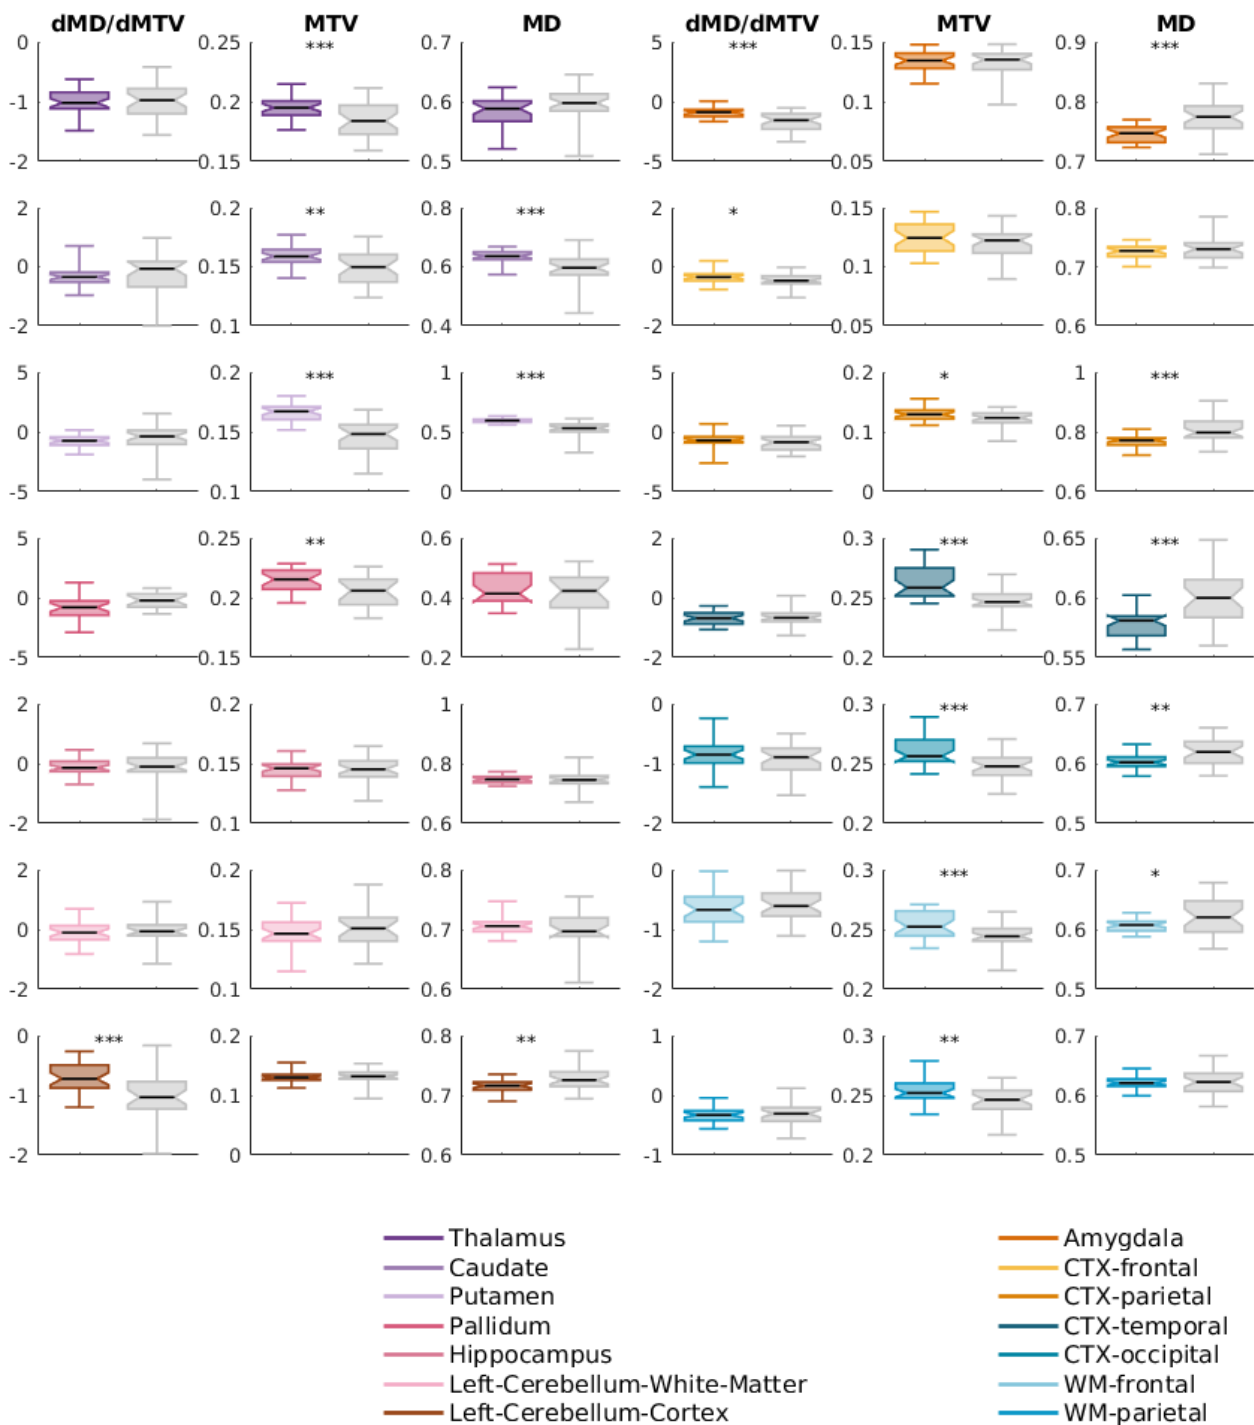 dMD/dMTV MTV MD dMD/dMTV MTV MD
0 0.25 *** 0.7 5 *** 0.15 0.9 ***
-1 0.2 0.6 0 0.1 0.8
-2 0.15 0.5 -5 0.05 0.7
2 0.2 ** 0.8 *** 2 * 0.15 0.8
0 0.15 0.6 0 0.1 0.7
-2 0.1 0.4 -2 0.05 0.6
5 0.2 *** 1 *** 5 0.2 * 1 ***
0 0.15 0.5 0 0.1 0.8
-5 0.1 0 -5 0 0.6
5 0.25 ** 0.6 2 0.3 *** 0.65 ***
0 0.2 0.4 0 0.25 0.6
-5 0.15 0.2 -2 0.2 0.55
2 0.2 1 0 0.3 *** 0.7 **
0 0.15 0.8 -1 0.25 0.6
-2 0.1 0.6 -2 0.2 0.5
2 0.2 0.8 0 0.3 *** 0.7 *
0 0.15 0.7 -1 0.25 0.6
-2 0.1 0.6 -2 0.2 0.5
0 *** 0.2 0.8 ** 1 0.3 ** 0.7
-1 0.1 0.7 0 0.25 0.6
-2 0 0.6 -1 0.2 0.5
Thalamus
Caudate
Putamen
Pallidum
Hippocampus
Left-Cerebellum-White-Matter
Left-Cerebellum-Cortex
Amygdala
CTX-frontal
CTX-parietal
CTX-temporal
CTX-occipital
WM-frontal
WM-parietal